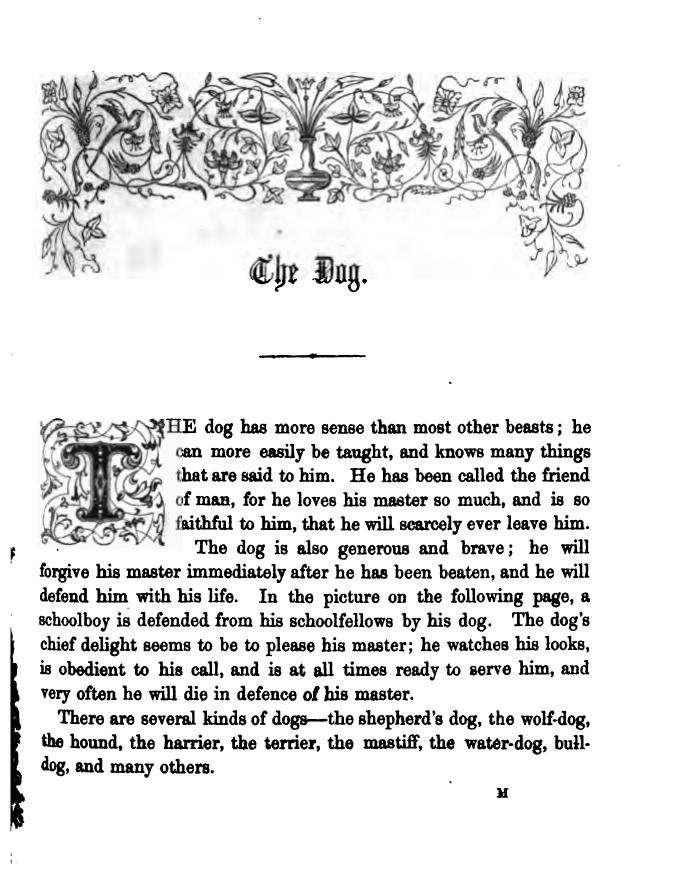 The Dog.
THE dog has more sense than most other beasts; he
can more easily be taught, and knows many things
that are said to him. He has been called the friend
of man, for he loves his master so much, and is so
faithful to him, that he will scarcely ever leave him.
The dog is also generous and brave; he will
forgive his master immediately after he has been beaten, and he will
defend him with his life. In the picture on the following page, a
schoolboy is defended from his schoolfellows by his dog. The dog's
chief delight seems to be to please his master; he watches his looks,
is obedient to his call, and is at all times ready to serve him, and
very often he will die in defence of his master.
There are several kinds of dogs—the shepherd's dog, the wolf-dog,
the hound, the harrier, the terrier, the mastiff, the water-dog, bull-
dog, and many others.
M